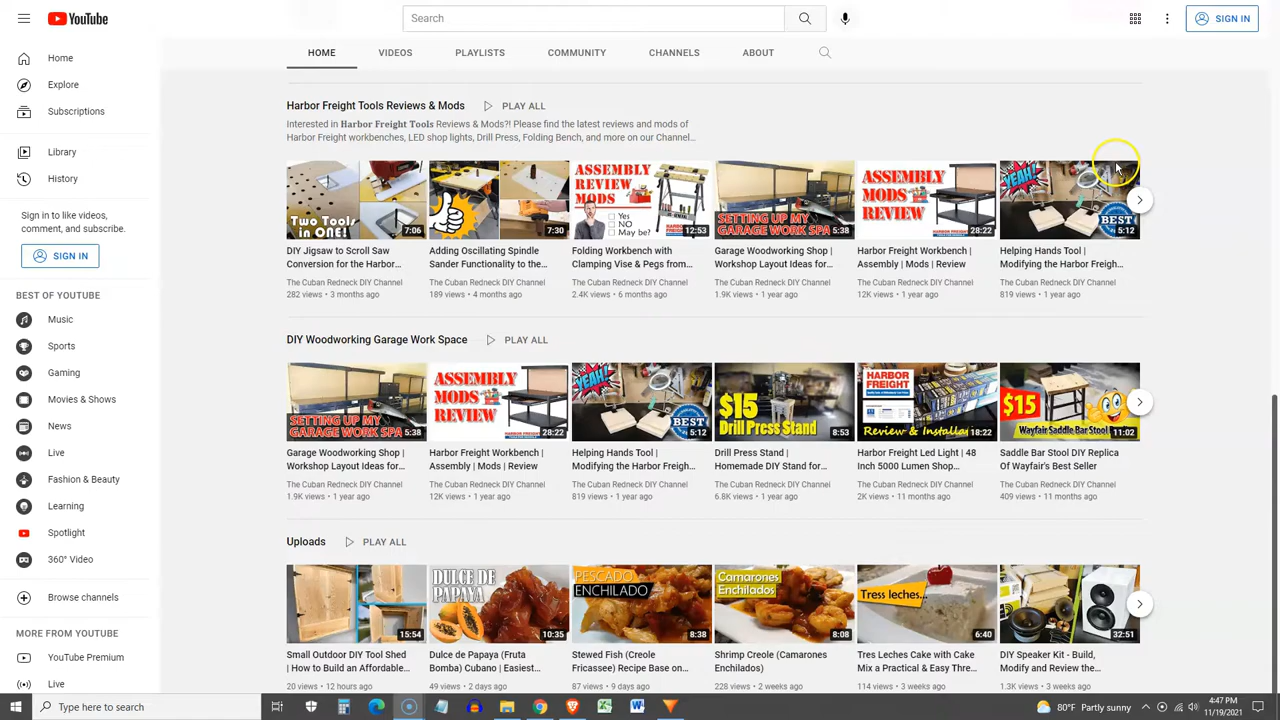 YouTube
Search
SIGN IN
HOME
VIDEOS
PLAYLISTS
COMMUNITY
CHANNELS
ABOUT
Home
Explore
Subscriptions
Library
History
Sign in to like videos,
comment, and subscribe.
SIGN IN
BEST OF YOUTUBE
Music
Sports
Gaming
Movies & Shows
News
Live
Fashion & Beauty
Learning
Spotlight
360° Video
Browse channels
MORE FROM YOUTUBE
YouTube Premium
Live
Harbor Freight Tools Reviews & Mods
PLAY ALL
Interested in Harbor Freight Tools Reviews & Mods?! Please find the latest reviews and mods of
Harbor Freight workbenches, LED shop lights, Drill Press, Folding Bench, and more on our Channel...
Two Tools
in ONE!
7:06
DIY Jigsaw to Scroll Saw
Conversion for the Harbor...
The Cuban Redneck DIY Channel
282 views • 3 months ago
7:30
Adding Oscillating Spindle
Sander Functionality to the...
The Cuban Redneck DIY Channel
189 views • 4 months ago
ASSEMBLY
REVIEW
MODS
Yes
NO
May be?
12:53
Folding Workbench with
Clamping Vise & Pegs from...
The Cuban Redneck DIY Channel
2.4K views • 6 months ago
SETTING UP MY
GARAGE WORK SPA
5:38
Garage Woodworking Shop |
Workshop Layout Ideas for...
The Cuban Redneck DIY Channel
1.9K views • 1 year ago
ASSEMBLY
MODS
REVIEW
28:22
Harbor Freight Workbench |
Assembly | Mods | Review
The Cuban Redneck DIY Channel
12K views • 1 year ago
YEAH!
BEST
5:12
Helping Hands Tool |
Modifying the Harbor Freigh...
The Cuban Redneck DIY Channel
819 views • 1 year ago
DIY Woodworking Garage Work Space
PLAY ALL
SETTING UP MY
GARAGE WORK SPA
5:38
Garage Woodworking Shop |
Workshop Layout Ideas for...
The Cuban Redneck DIY Channel
1.9K views • 1 year ago
ASSEMBLY
MODS
REVIEW
28:22
Harbor Freight Workbench |
Assembly | Mods | Review
The Cuban Redneck DIY Channel
12K views • 1 year ago
YEAH!
BEST
5:12
Helping Hands Tool |
Modifying the Harbor Freigh...
The Cuban Redneck DIY Channel
819 views • 1 year ago
$15
Drill Press Stand
8:53
Drill Press Stand |
Homemade DIY Stand for...
The Cuban Redneck DIY Channel
6.8K views • 1 year ago
HARBOR
FREIGHT
Review & Installa
18:22
Harbor Freight Led Light | 48
Inch 5000 Lumen Shop...
The Cuban Redneck DIY Channel
2K views • 11 months ago
$15
Wayfair Saddle Bar Stool
11:02
Saddle Bar Stool DIY Replica
Of Wayfair's Best Seller
The Cuban Redneck DIY Channel
409 views • 11 months ago
Uploads
PLAY ALL
15:54
Small Outdoor DIY Tool Shed
| How to Build an Affordable...
20 views • 12 hours ago
DULCE DE
PAPAYA
10:35
Dulce de Papaya (Fruta
Bomba) Cubano | Easiest...
49 views • 2 days ago
PESCADO
ENCHILADO
8:38
Stewed Fish (Creole
Fricassee) Recipe Base on...
87 views • 9 days ago
Camarones
Enchilados
8:08
Shrimp Creole (Camarones
Enchilados)
228 views • 2 weeks ago
Tress leches...
6:40
Tres Leches Cake with Cake
Mix a Practical & Easy Thre...
114 views • 3 weeks ago
32:51
DIY Speaker Kit - Build,
Modify and Review the...
1.3K views • 3 weeks ago
Type here to search
80°F Partly sunny
4:47 PM
11/19/2021